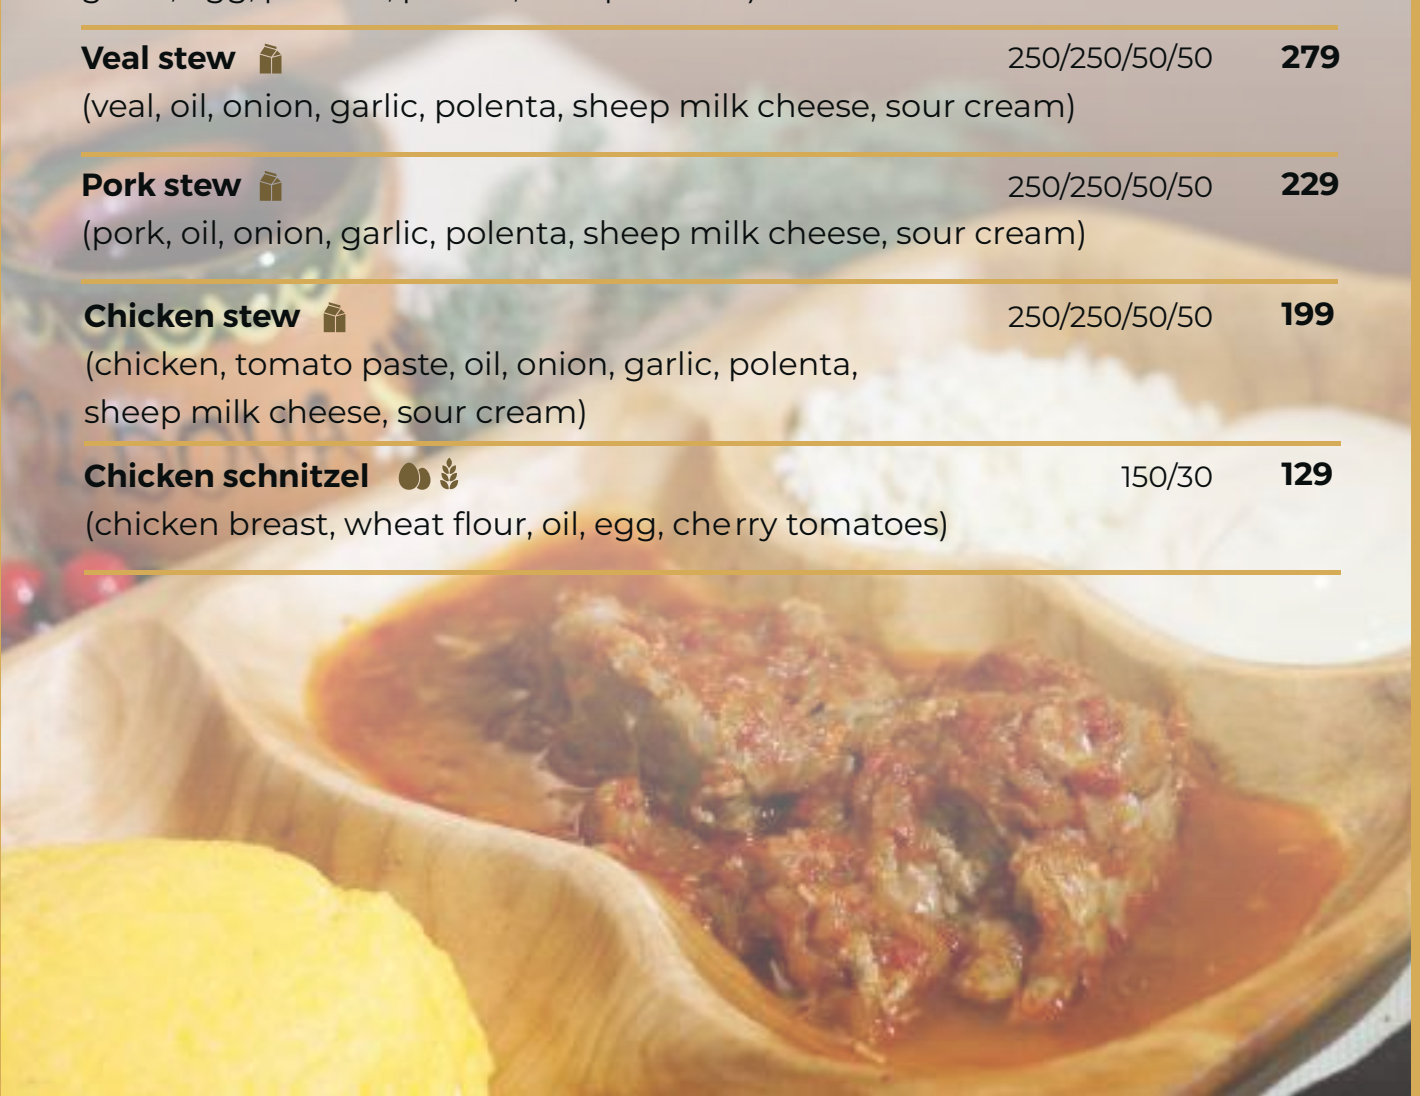 Veal stew 250/250/50/50 279
(veal, oil, onion, garlic, polenta, sheep milk cheese, sour cream)
Pork stew 250/250/50/50 229
(pork, oil, onion, garlic, polenta, sheep milk cheese, sour cream)
Chicken stew 250/250/50/50 199
(chicken, tomato paste, oil, onion, garlic, polenta,
sheep milk cheese, sour cream)
Chicken schnitzel 150/30 129
(chicken breast, wheat flour, oil, egg, cherry tomatoes)